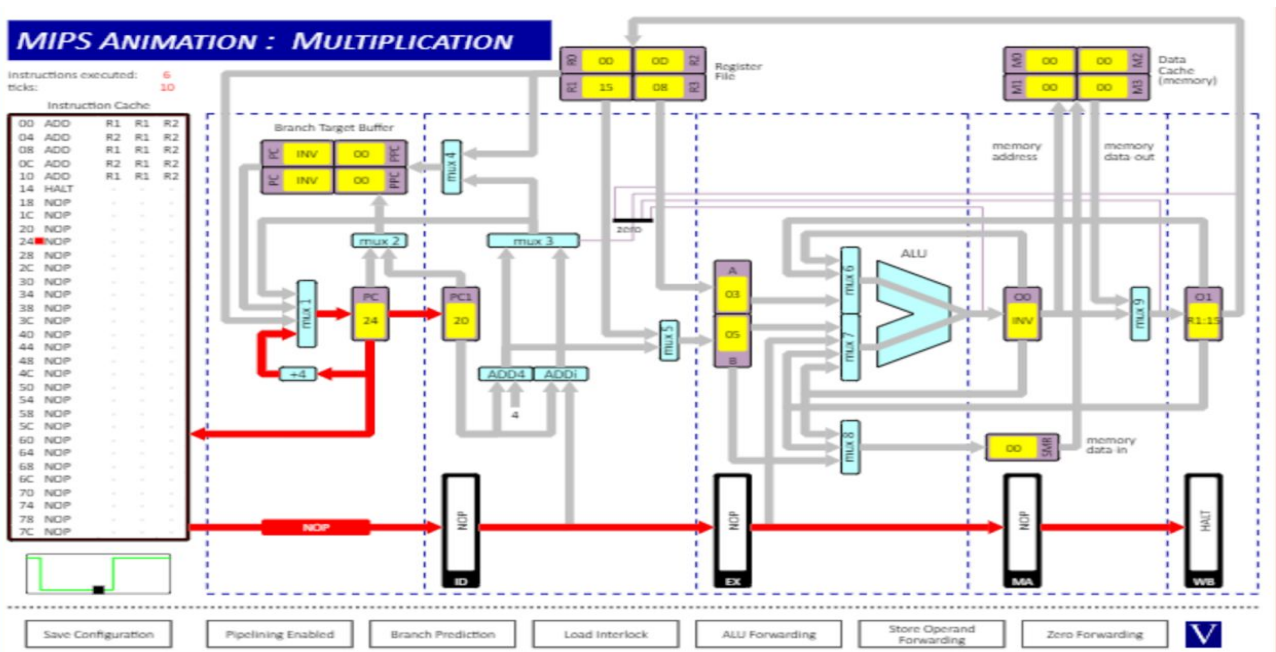 MIPS ANIMATION : MULTIPLICATION
instructions executed: 6
ticks: 10
Instruction Cache
00 ADD R1 R1 R2
04 ADD R2 R1 R2
08 ADD R1 R1 R2
0C ADD R2 R1 R2
10 ADD R1 R1 R2
14 HALT - - -
18 NOP - - -
1C NOP - - -
20 NOP - - -
24 NOP - - -
28 NOP - - -
2C NOP - - -
30 NOP - - -
34 NOP - - -
38 NOP - - -
3C NOP - - -
40 NOP - - -
44 NOP - - -
48 NOP - - -
4C NOP - - -
50 NOP - - -
54 NOP - - -
58 NOP - - -
5C NOP - - -
60 NOP - - -
64 NOP - - -
68 NOP - - -
6C NOP - - -
70 NOP - - -
74 NOP - - -
78 NOP - - -
7C NOP - - -
R0 00 0D R2
R1 15 08 R3
Register
File
M0 00 00 M2
M1 00 00 M3
Data
Cache
(memory)
Branch Target Buffer
PC INV 00 PPC
PC INV 00 PPC
mux 4
memory
address
memory
data-out
zero
mux 2
mux 3
mux 1
PC
24
PC1
20
+4
ADD4
ADDi
4
mux 5
A
03
05
B
mux 6
mux 7
ALU
O0
INV
mux 9
O1
R1:15
mux 8
00 SMR
memory
data-in
NOP
NOP
ID
NOP
EX
NOP
MA
HALT
WB
Save Configuration
Pipelining Enabled
Branch Prediction
Load Interlock
ALU Forwarding
Store Operand
Forwarding
Zero Forwarding
V